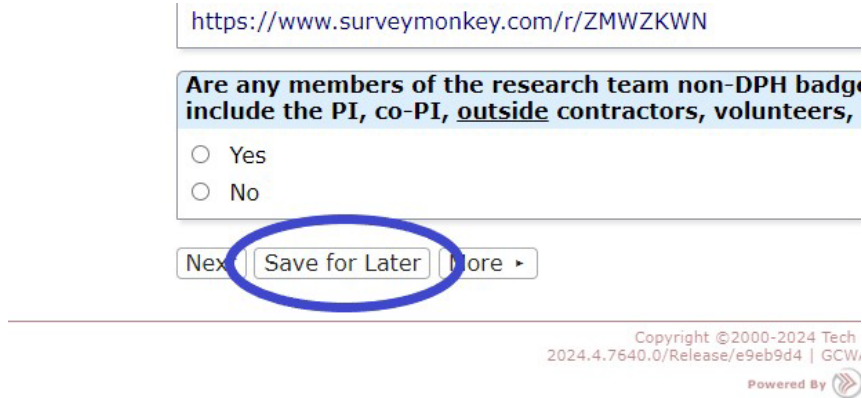 https://www.surveymonkey.com/r/ZMWZKWN
Are any members of the research team non-DPH
include the PI, co-PI, outside contractors, volunteers,
Yes
No
Next Save for Later More ▸
Copyright ©2000-2024 Tech
2024.4.7640.0/Release/e9eb9d4 |
Powered By